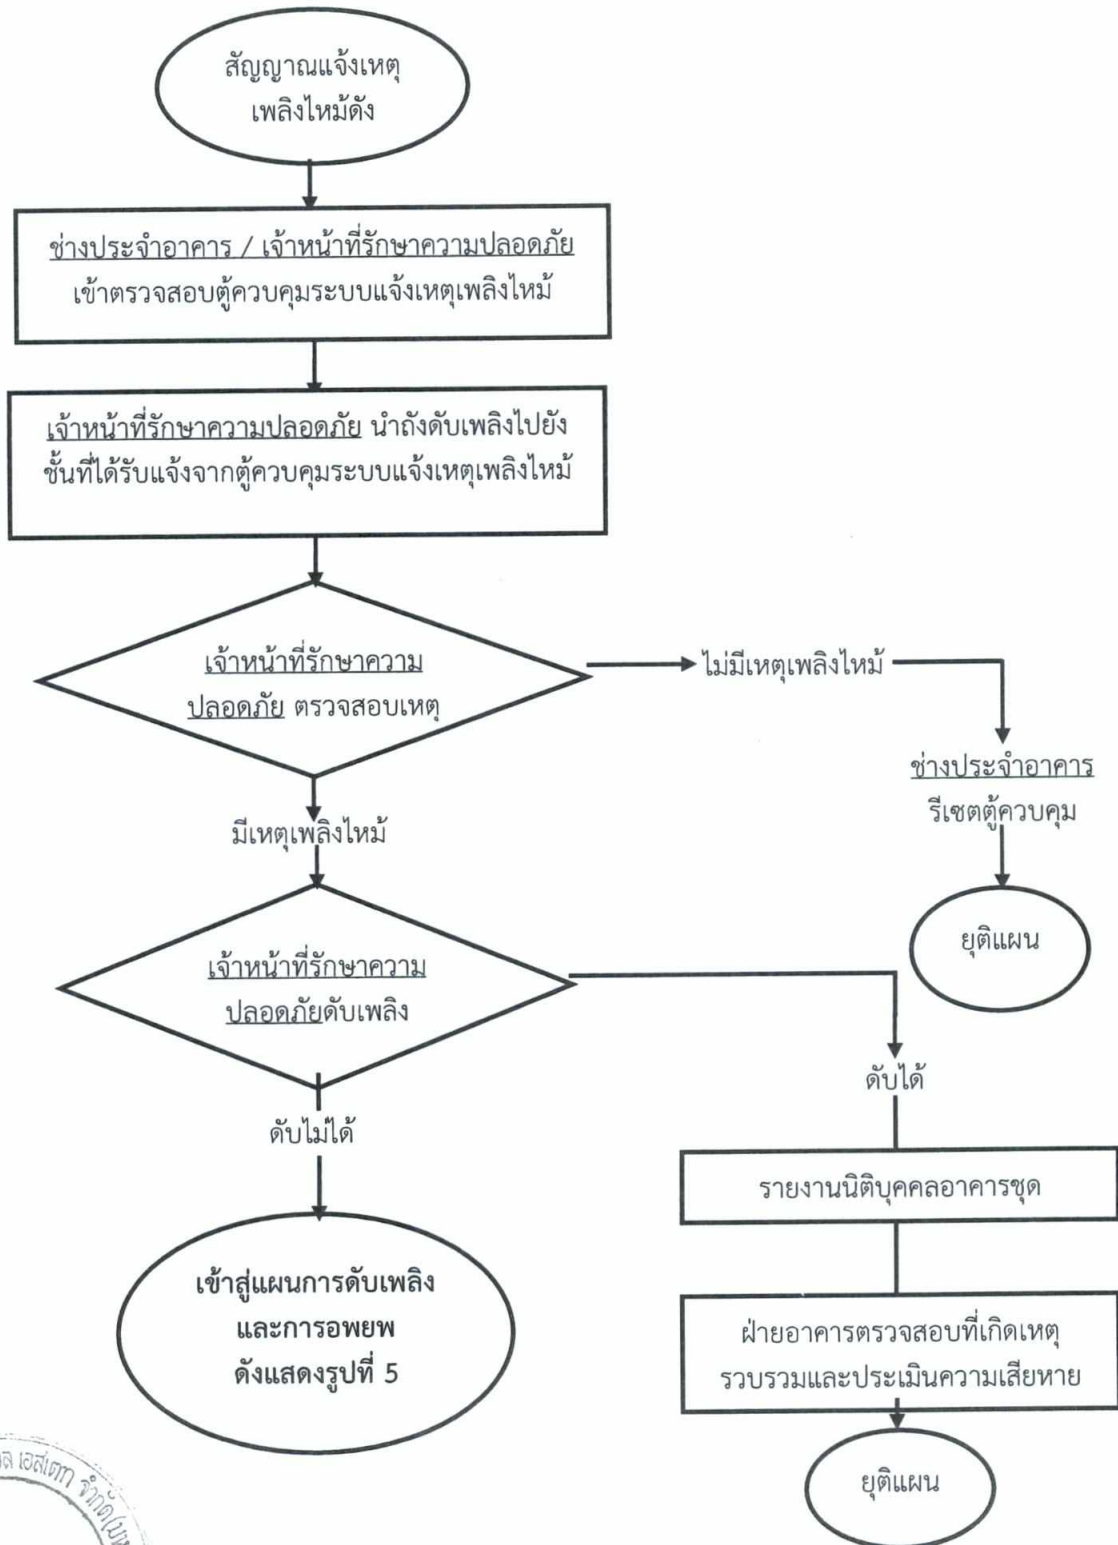 สัญญาณแจ้งเหตุ
เพลิงไหม้ดัง
ช่างประจำอาคาร / เจ้าหน้าที่รักษาความปลอดภัย
เข้าตรวจสอบตู้ควบคุมระบบแจ้งเหตุเพลิงไหม้
เจ้าหน้าที่รักษาความปลอดภัย นำถังดับเพลิงไปยัง
ชั้นที่ได้รับแจ้งจากตู้ควบคุมระบบแจ้งเหตุเพลิงไหม้
เจ้าหน้าที่รักษาความ
ปลอดภัย ตรวจสอบเหตุ
ไม่มีเหตุเพลิงไหม้
ช่างประจำอาคาร
รีเซตตู้ควบคุม
ยุติแผน
มีเหตุเพลิงไหม้
เจ้าหน้าที่รักษาความ
ปลอดภัยดับเพลิง
ดับได้
ดับไม่ได้
รายงานนิติบุคคลอาคารชุด
เข้าสู่แผนการดับเพลิง
และการอพยพ
ดังแสดงรูปที่ 5
ฝ่ายอาคารตรวจสอบที่เกิดเหตุ
รวบรวมและประเมินความเสียหาย
ยุติแผน
เอสเตท จำกัด